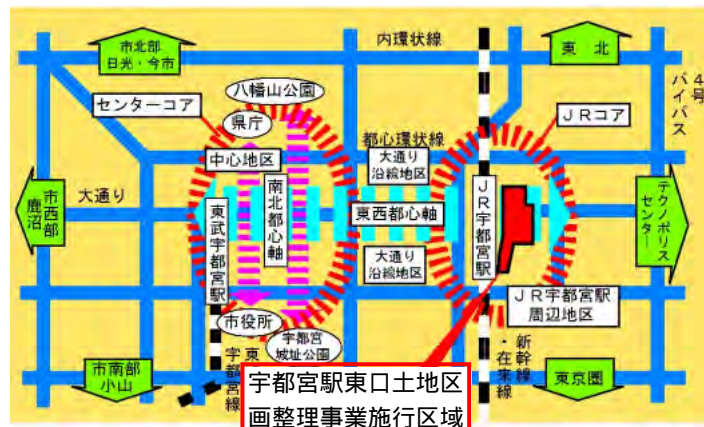 市北部
日光・今市
内環状線
東北
4号
バイパス
八幡山公園
センターコア
県庁
JRコア
都心環状線
中心地区
大通り
沿線地区
市西部
鹿沼
大通り
南北都心軸
東西都心軸
JR宇都宮駅
テクノポリス
センター
東武宇都宮駅
大通り
沿線地区
JR宇都宮駅
周辺地区
市役所
宇都宮
城址公園
新幹線
・在来線
市南部
小山
東
宇都宮線
東京圏
宇都宮駅東口土地区
画整理事業施行区域